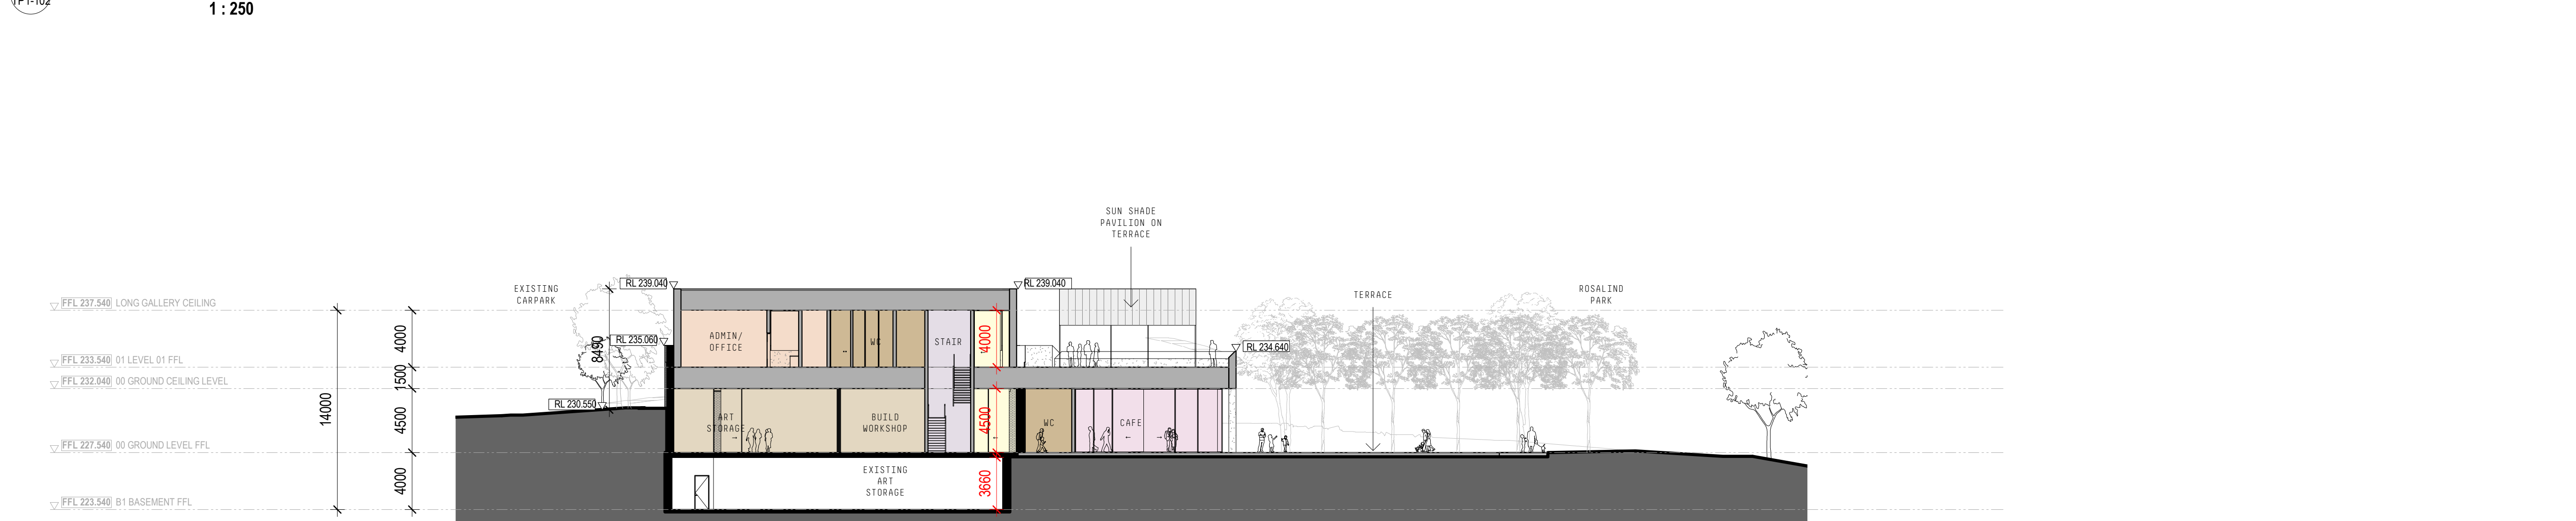 TP1-102
1 : 250
SUN SHADE
PAVILION ON
TERRACE
EXISTING
CARPARK
RL 239.040
RL 239.040
TERRACE
ROSALIND
PARK
FFL 237.540 LONG GALLERY CEILING
4000
8490
RL 235.060
ADMIN/
OFFICE
WC
STAIR
4000
RL 234.640
FFL 233.540 01 LEVEL 01 FFL
1500
FFL 232.040 00 GROUND CEILING LEVEL
14000
RL 230.550
4500
ART
STORAGE
BUILD
WORKSHOP
4500
WC
CAFE
FFL 227.540 00 GROUND LEVEL FFL
4000
EXISTING
ART
STORAGE
3660
FFL 223.540 B1 BASEMENT FFL